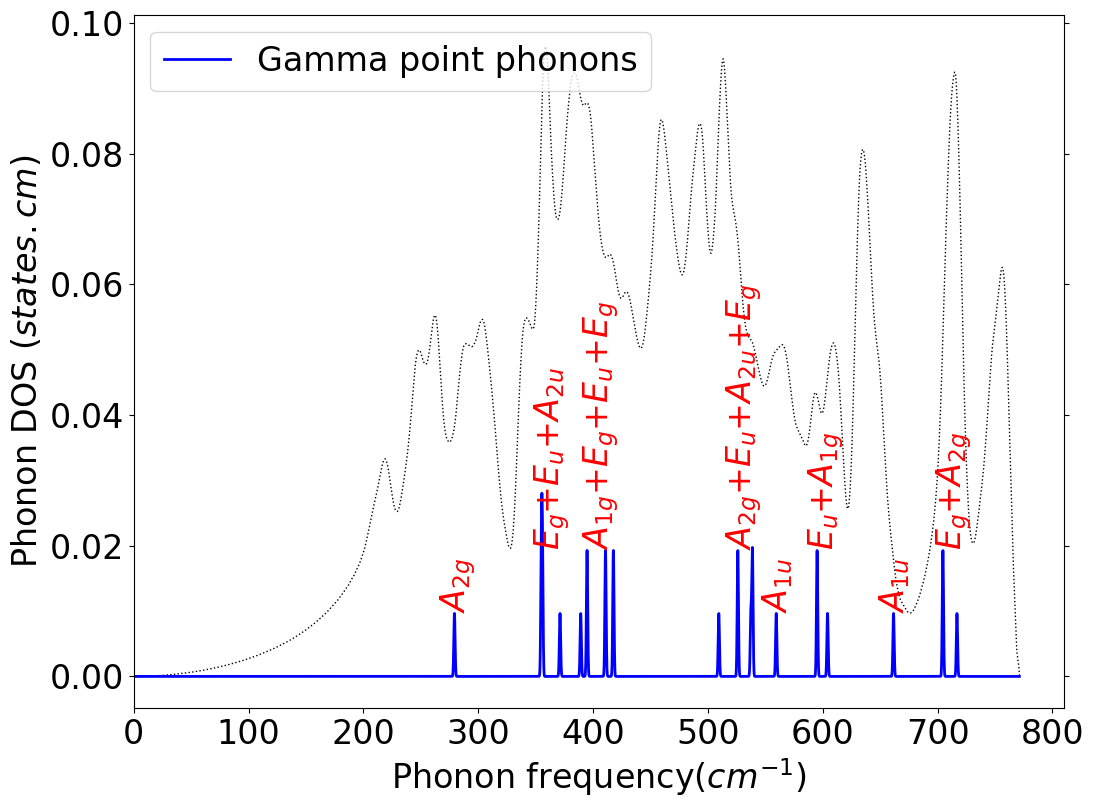 Gamma point phonons
Phonon DOS (states.cm)
0.10
0.08
0.06
0.04
0.02
0.00
A₂g
Eg+Eu+A₂u
A₁g+Eg+Eu+Eg
A₂g+Eu+A₂u+Eg
A₁u
Eu+A₁g
A₁u
Eg+A₂g
0 100 200 300 400 500 600 700 800
Phonon frequency(cm⁻¹)